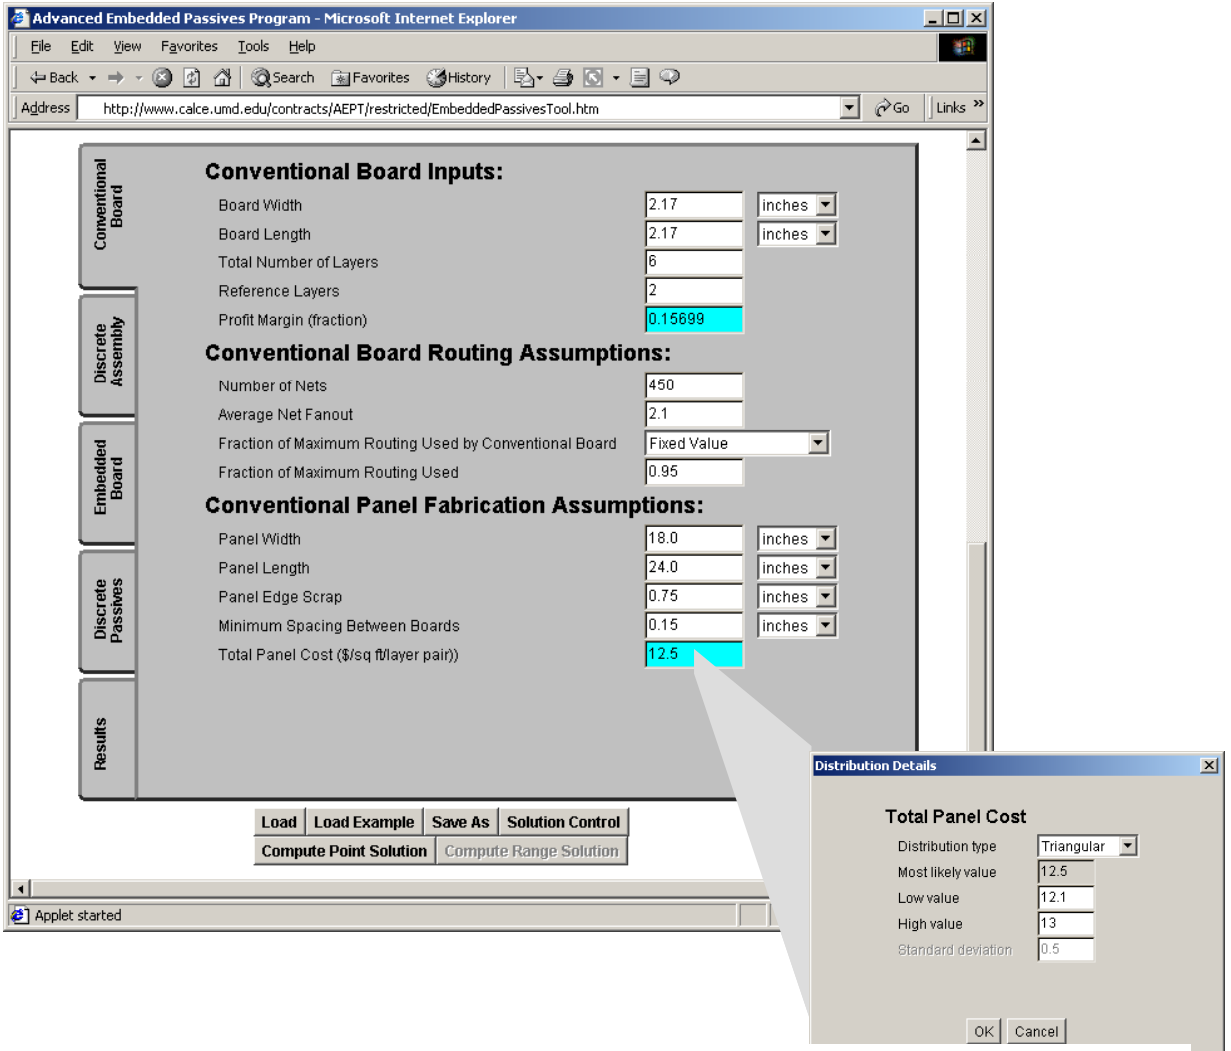 Advanced Embedded Passives Program - Microsoft Internet Explorer
File Edit View Favorites Tools Help
Back Search Favorites History
Address http://www.calce.umd.edu/contracts/AEPT/restricted/EmbeddedPassivesTool.htm Go Links »
Conventional Board
Discrete Assembly
Embedded Board
Discrete Passives
Results
Conventional Board Inputs:
Board Width 2.17 inches
Board Length 2.17 inches
Total Number of Layers 6
Reference Layers 2
Profit Margin (fraction) 0.15699
Conventional Board Routing Assumptions:
Number of Nets 450
Average Net Fanout 2.1
Fraction of Maximum Routing Used by Conventional Board Fixed Value
Fraction of Maximum Routing Used 0.95
Conventional Panel Fabrication Assumptions:
Panel Width 18.0 inches
Panel Length 24.0 inches
Panel Edge Scrap 0.75 inches
Minimum Spacing Between Boards 0.15 inches
Total Panel Cost ($/sq ft/layer pair)) 12.5
Load Load Example Save As Solution Control
Compute Point Solution Compute Range Solution
Applet started
Distribution Details
Total Panel Cost
Distribution type Triangular
Most likely value 12.5
Low value 12.1
High value 13
Standard deviation 0.5
OK Cancel